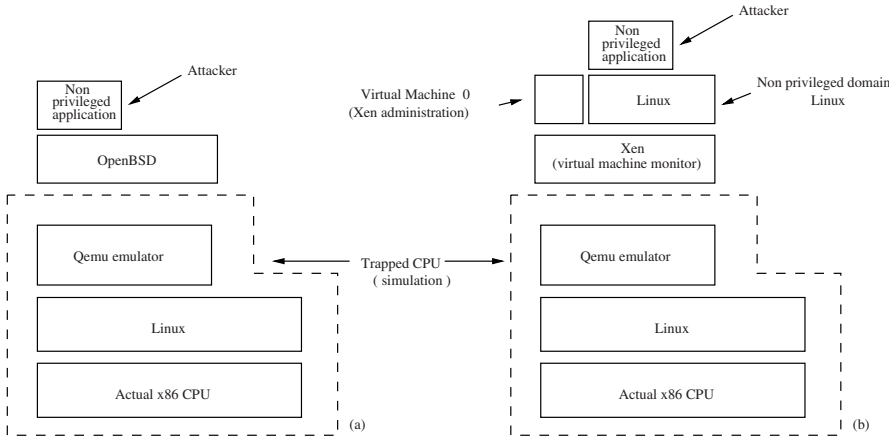 Non
privileged
application
Attacker
OpenBSD
Qemu emulator
Linux
Actual x86 CPU
(a)
Trapped CPU
( simulation )
Non
privileged
application
Attacker
Virtual Machine 0
(Xen administration)
Linux
Non privileged domain
Linux
Xen
(virtual machine monitor)
Qemu emulator
Linux
Actual x86 CPU
(b)